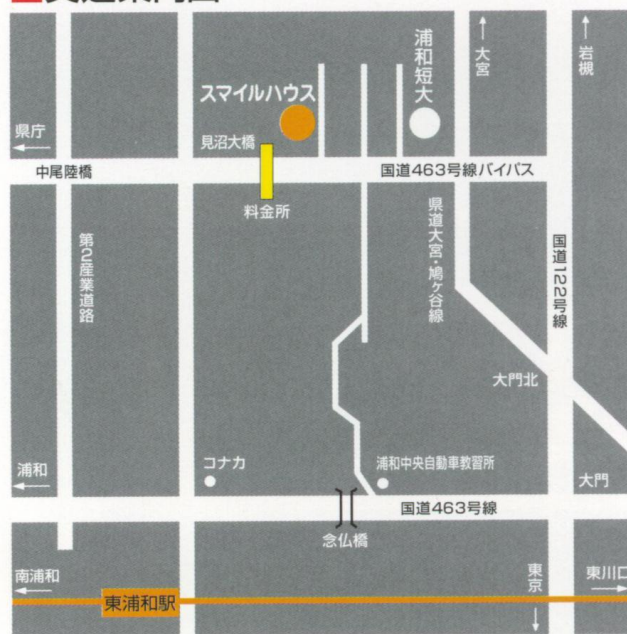 大宮
岩槻
浦和短大
スマイルハウス
県庁
見沼大橋
中尾陸橋
国道463号線バイパス
料金所
県道大宮・鳩ヶ谷線
第2産業道路
国道122号線
大門北
コナカ
浦和中央自動車教習所
浦和
大門
国道463号線
念仏橋
南浦和
東京
東川口
東浦和駅